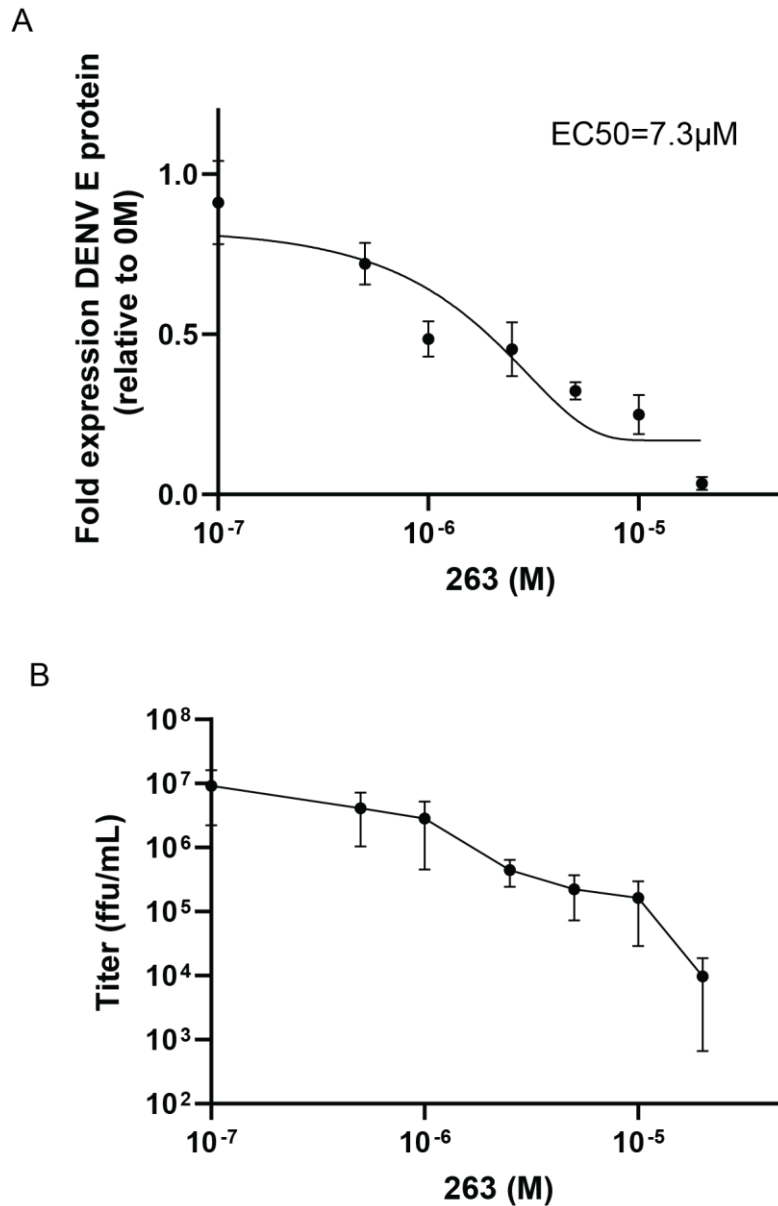 A
Fold expression DENV E protein
(relative to 0M)
EC50=7.3µM
1.0
0.5
0.0
10⁻⁷ 10⁻⁶ 10⁻⁵
263 (M)
B
Titer (ffu/mL)
10⁸
10⁷
10⁶
10⁵
10⁴
10³
10²
10⁻⁷ 10⁻⁶ 10⁻⁵
263 (M)